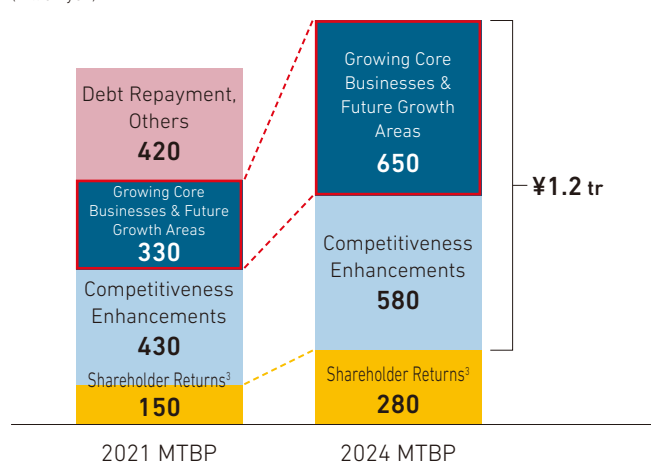 Debt Repayment,
Others
420
Growing Core
Businesses & Future
Growth Areas
330
Competitiveness
Enhancements
430
Shareholder Returns3
150
2021 MTBP
Growing Core
Businesses &
Future Growth
Areas
650
Competitiveness
Enhancements
580
Shareholder Returns3
280
2024 MTBP
¥1.2 tr